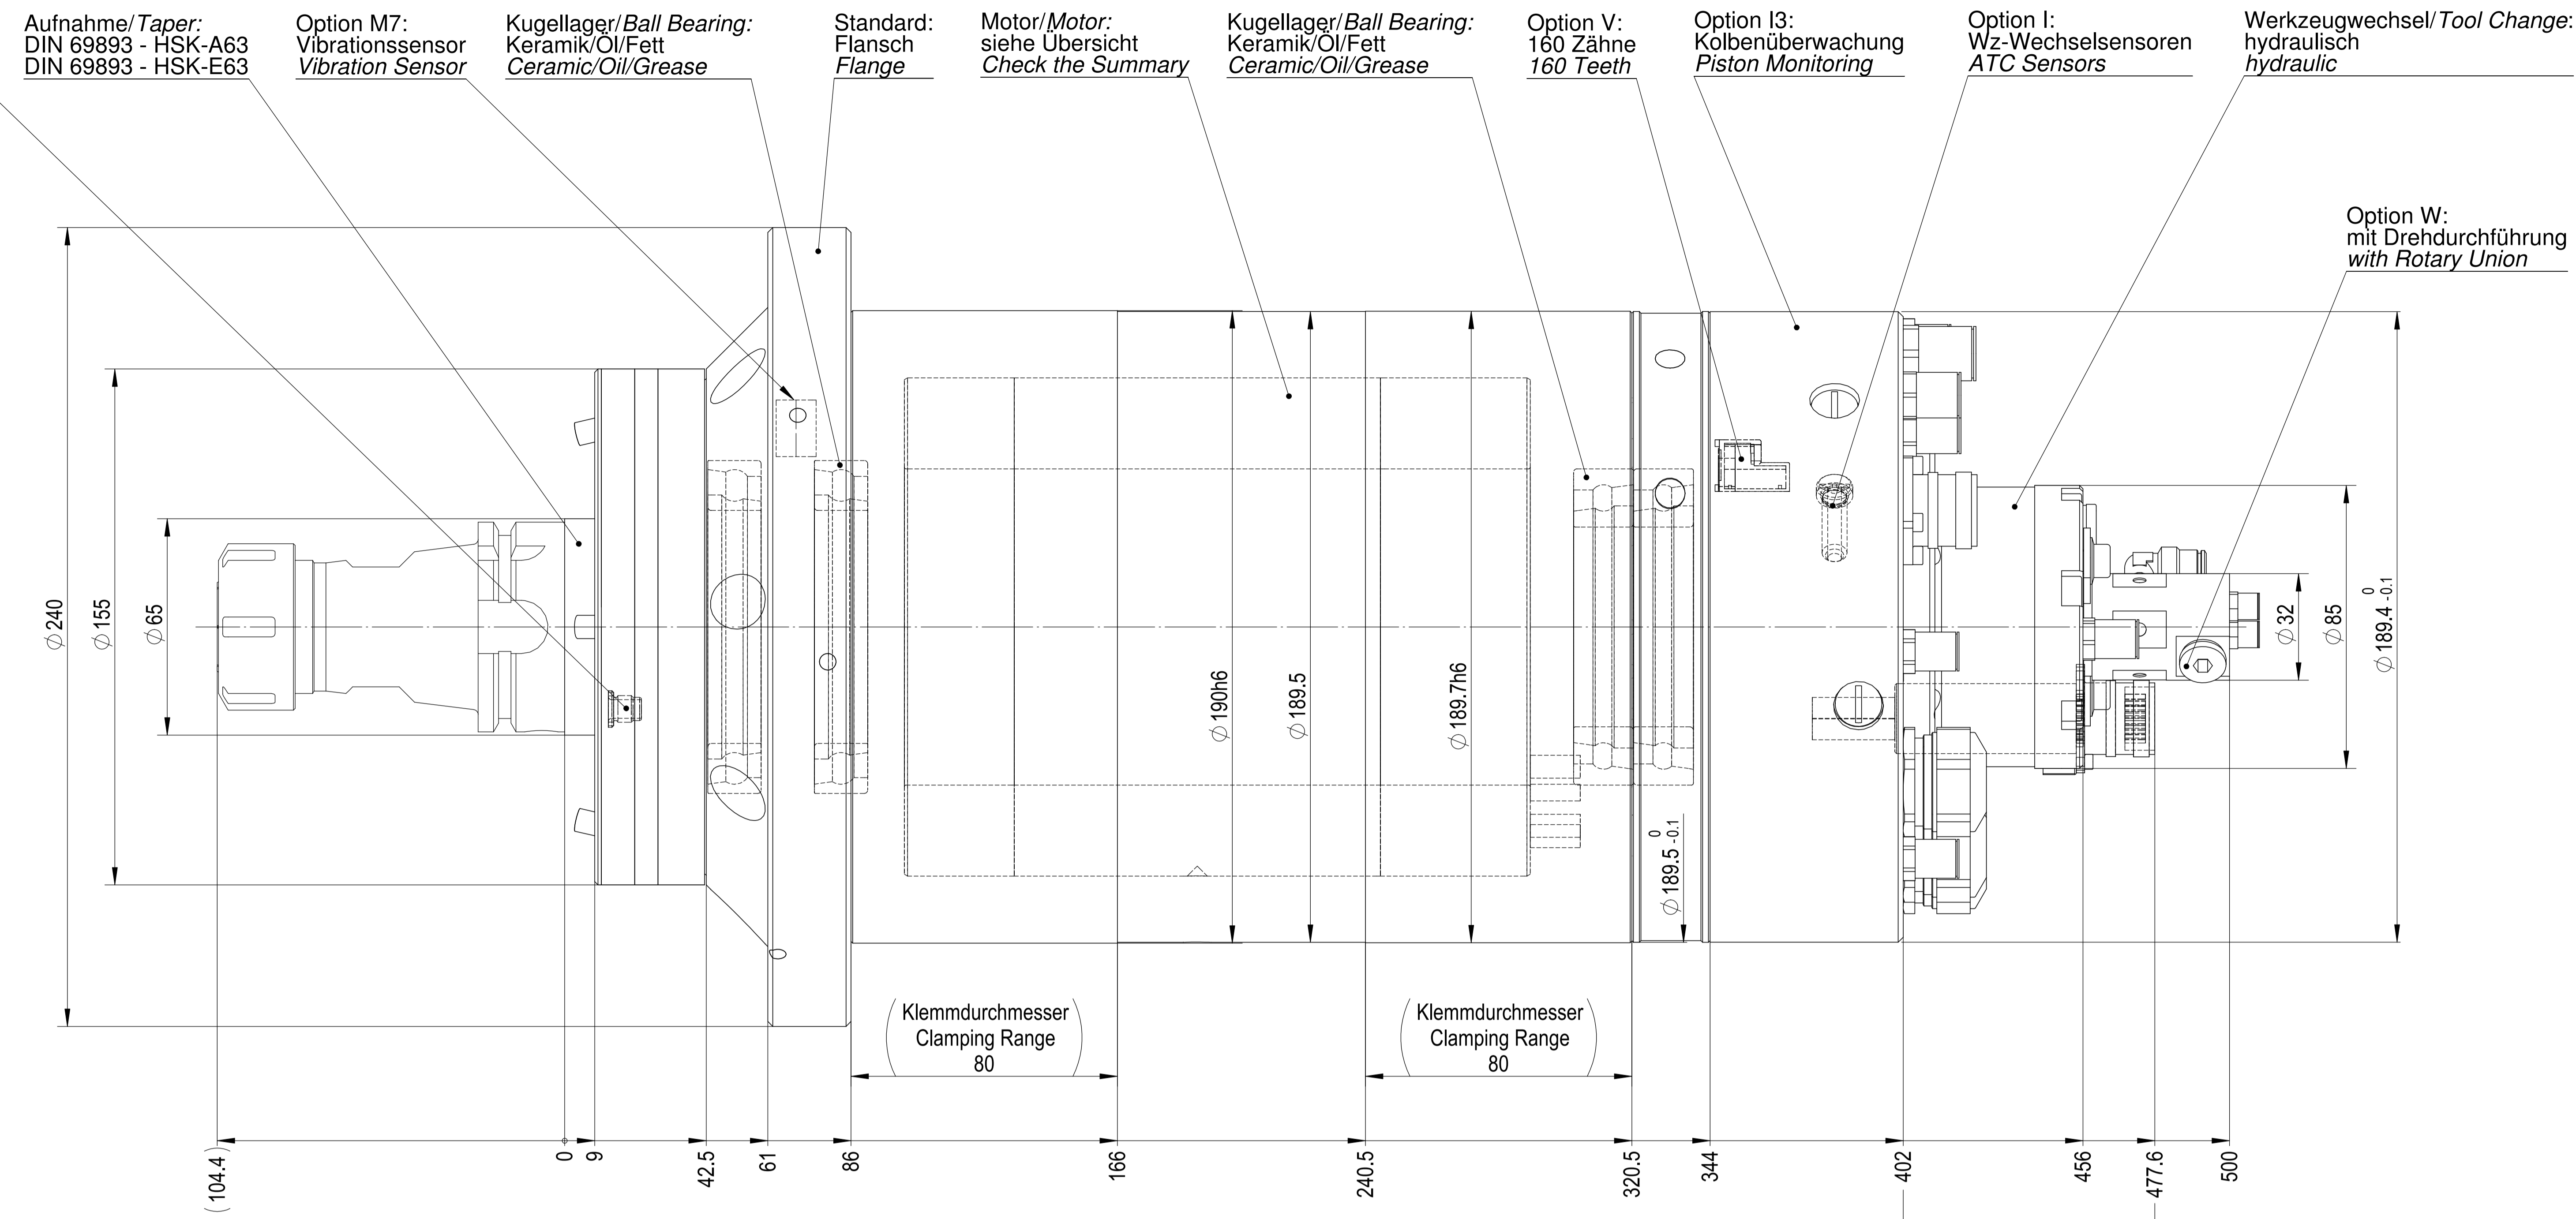 Aufnahme/Taper:
DIN 69893 - HSK-A63
DIN 69893 - HSK-E63
Option M7:
Vibrationssensor
Vibration Sensor
Kugellager/Ball Bearing:
Keramik/Öl/Fett
Ceramic/Oil/Grease
Standard:
Flansch
Flange
Motor/Motor:
siehe Übersicht
Check the Summary
Kugellager/Ball Bearing:
Keramik/Öl/Fett
Ceramic/Oil/Grease
Option V:
160 Zähne
160 Teeth
Option I3:
Kolbenüberwachung
Piston Monitoring
Option I:
Wz-Wechselsensoren
ATC Sensors
Werkzeugwechsel/Tool Change:
hydraulisch
hydraulic
Option W:
mit Drehdurchführung
with Rotary Union
⌀ 240
⌀ 155
⌀ 65
⌀ 190h6
⌀ 189.5
⌀ 189.7h6
⌀ 189.5 0 -0.1
⌀ 32
⌀ 85
⌀ 189.4 0 -0.1
(Klemmdurchmesser
Clamping Range
80)
(Klemmdurchmesser
Clamping Range
80)
(104.4)
0
9
42.5
61
86
166
240.5
320.5
344
402
456
477.6
500